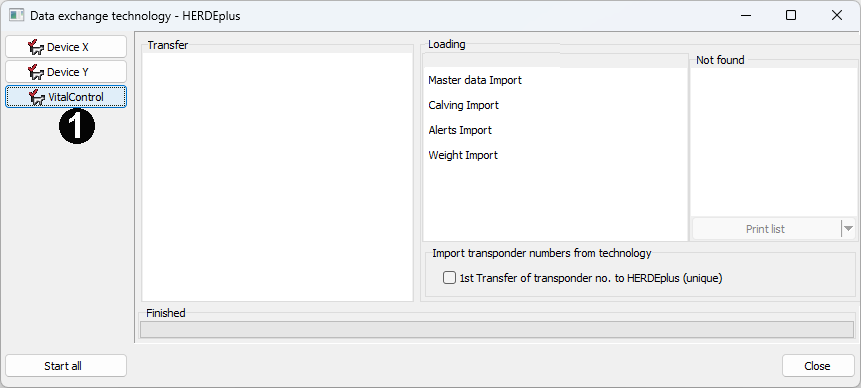 Data exchange technology - HERDEplus
Device X
Device Y
VitalControl
1
Transfer
Loading
Master data Import
Calving Import
Alerts Import
Weight Import
Not found
Print list
Import transponder numbers from technology
1st Transfer of transponder no. to HERDEplus (unique)
Finished
Start all
Close